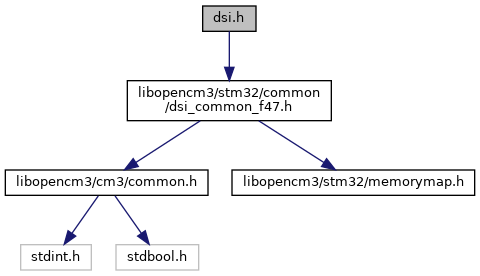 dsi.h
libopencm3/stm32/common
/dsi_common_f47.h
libopencm3/cm3/common.h
libopencm3/stm32/memorymap.h
stdint.h
stdbool.h